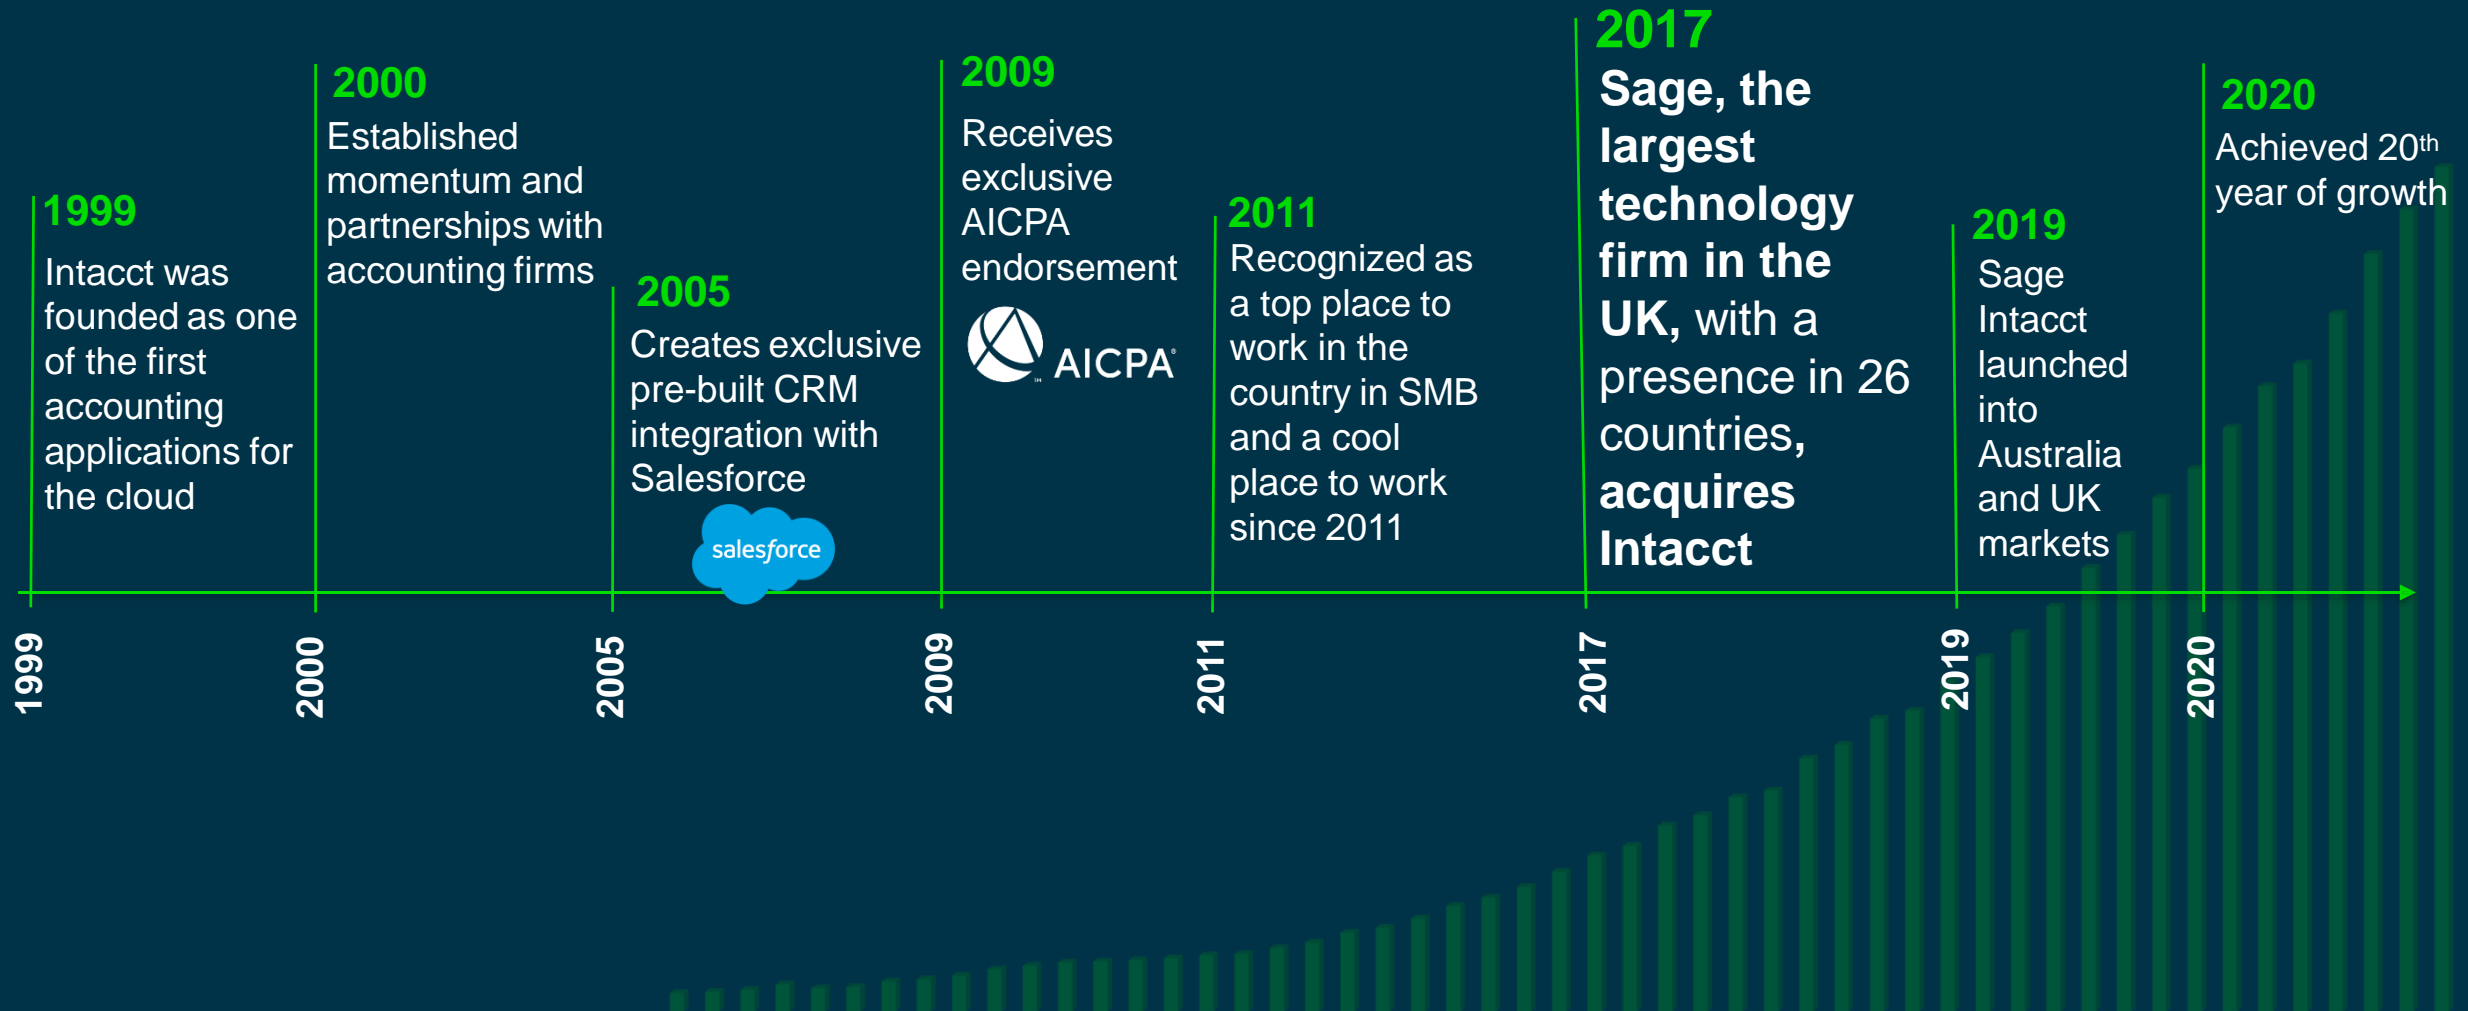 1999
Intacct was
founded as one
of the first
accounting
applications for
the cloud
2000
Established
momentum and
partnerships with
accounting firms
2005
Creates exclusive
pre-built CRM
integration with
Salesforce
salesforce
2009
Receives
exclusive
AICPA
endorsement
AICPA®
SM
2011
Recognized as
a top place to
work in the
country in SMB
and a cool
place to work
since 2011
2017
Sage, the
largest
technology
firm in the
UK, with a
presence in 26
countries,
acquires
Intacct
2019
Sage
Intacct
launched
into
Australia
and UK
markets
2020
Achieved 20th
year of growth
1999
2000
2005
2009
2011
2017
2019
2020